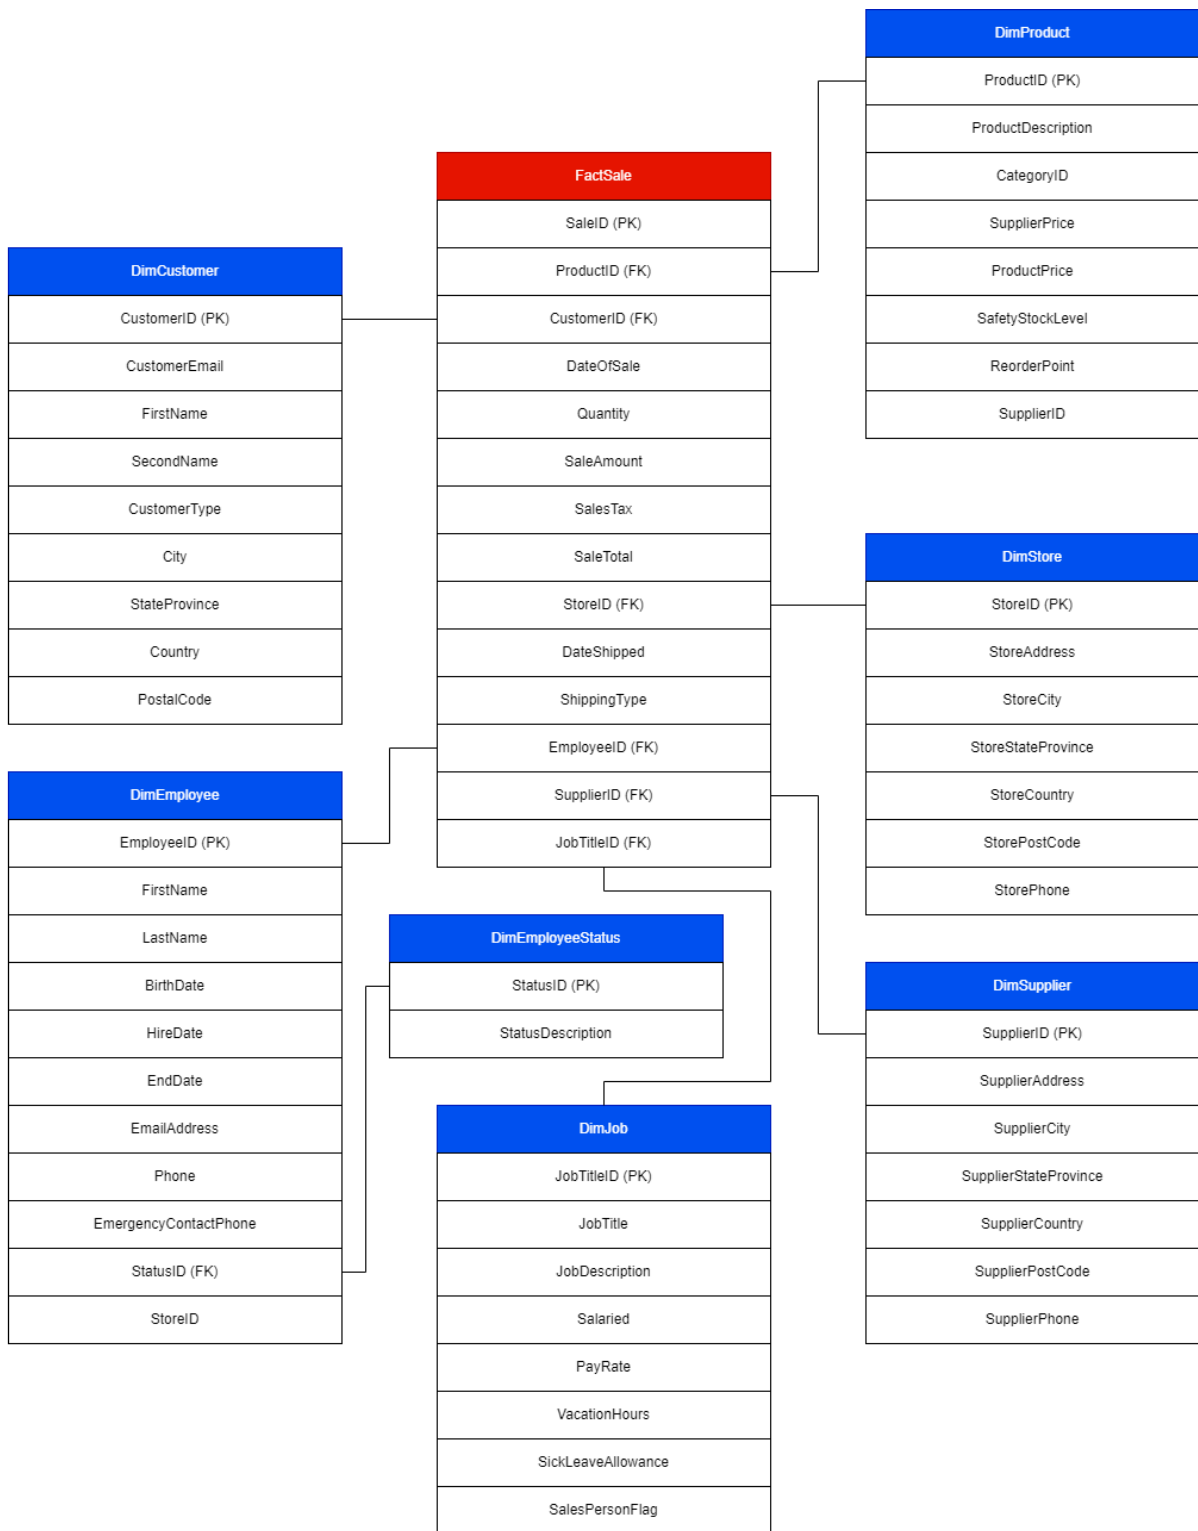 DimProduct
ProductID (PK)
ProductDescription
CategoryID
SupplierPrice
ProductPrice
SafetyStockLevel
ReorderPoint
SupplierID
FactSale
SaleID (PK)
ProductID (FK)
CustomerID (FK)
DateOfSale
Quantity
SaleAmount
SalesTax
SaleTotal
StoreID (FK)
DateShipped
ShippingType
EmployeeID (FK)
SupplierID (FK)
JobTitleID (FK)
DimCustomer
CustomerID (PK)
CustomerEmail
FirstName
SecondName
CustomerType
City
StateProvince
Country
PostalCode
DimStore
StoreID (PK)
StoreAddress
StoreCity
StoreStateProvince
StoreCountry
StorePostCode
StorePhone
DimEmployee
EmployeeID (PK)
FirstName
LastName
BirthDate
HireDate
EndDate
EmailAddress
Phone
EmergencyContactPhone
StatusID (FK)
StoreID
DimEmployeeStatus
StatusID (PK)
StatusDescription
DimSupplier
SupplierID (PK)
SupplierAddress
SupplierCity
SupplierStateProvince
SupplierCountry
SupplierPostCode
SupplierPhone
DimJob
JobTitleID (PK)
JobTitle
JobDescription
Salaried
PayRate
VacationHours
SickLeaveAllowance
SalesPersonFlag